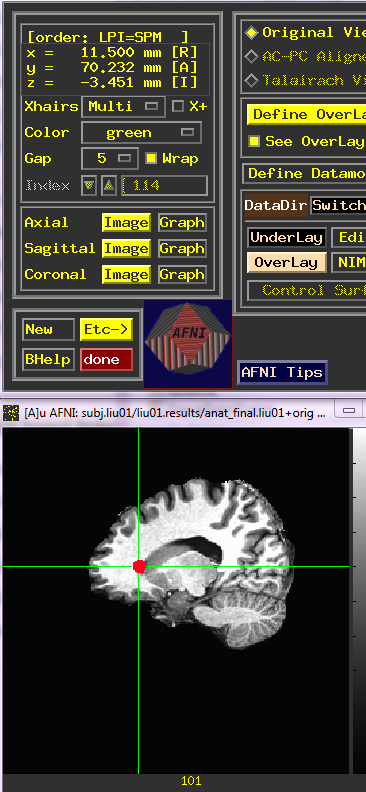 [order: LPI=SPM ]
x = 11.500 mm [R]
y = 70.232 mm [A]
z = -3.451 mm [I]
Xhairs Multi X+
Color green
Gap 5 Wrap
Index 114
Axial Image Graph
Sagittal Image Graph
Coronal Image Graph
New Etc->
BHelp done
AFNI
Original Vie
AC-PC Aligne
Talairach Vi
Define OverLa
See OverLay
Define Datamo
DataDir Switch
UnderLay Edi
OverLay NIM
Control Sur
AFNI Tips
[A]u AFNI: subj.liu01/liu01.results/anat_final.liu01+orig ...
101